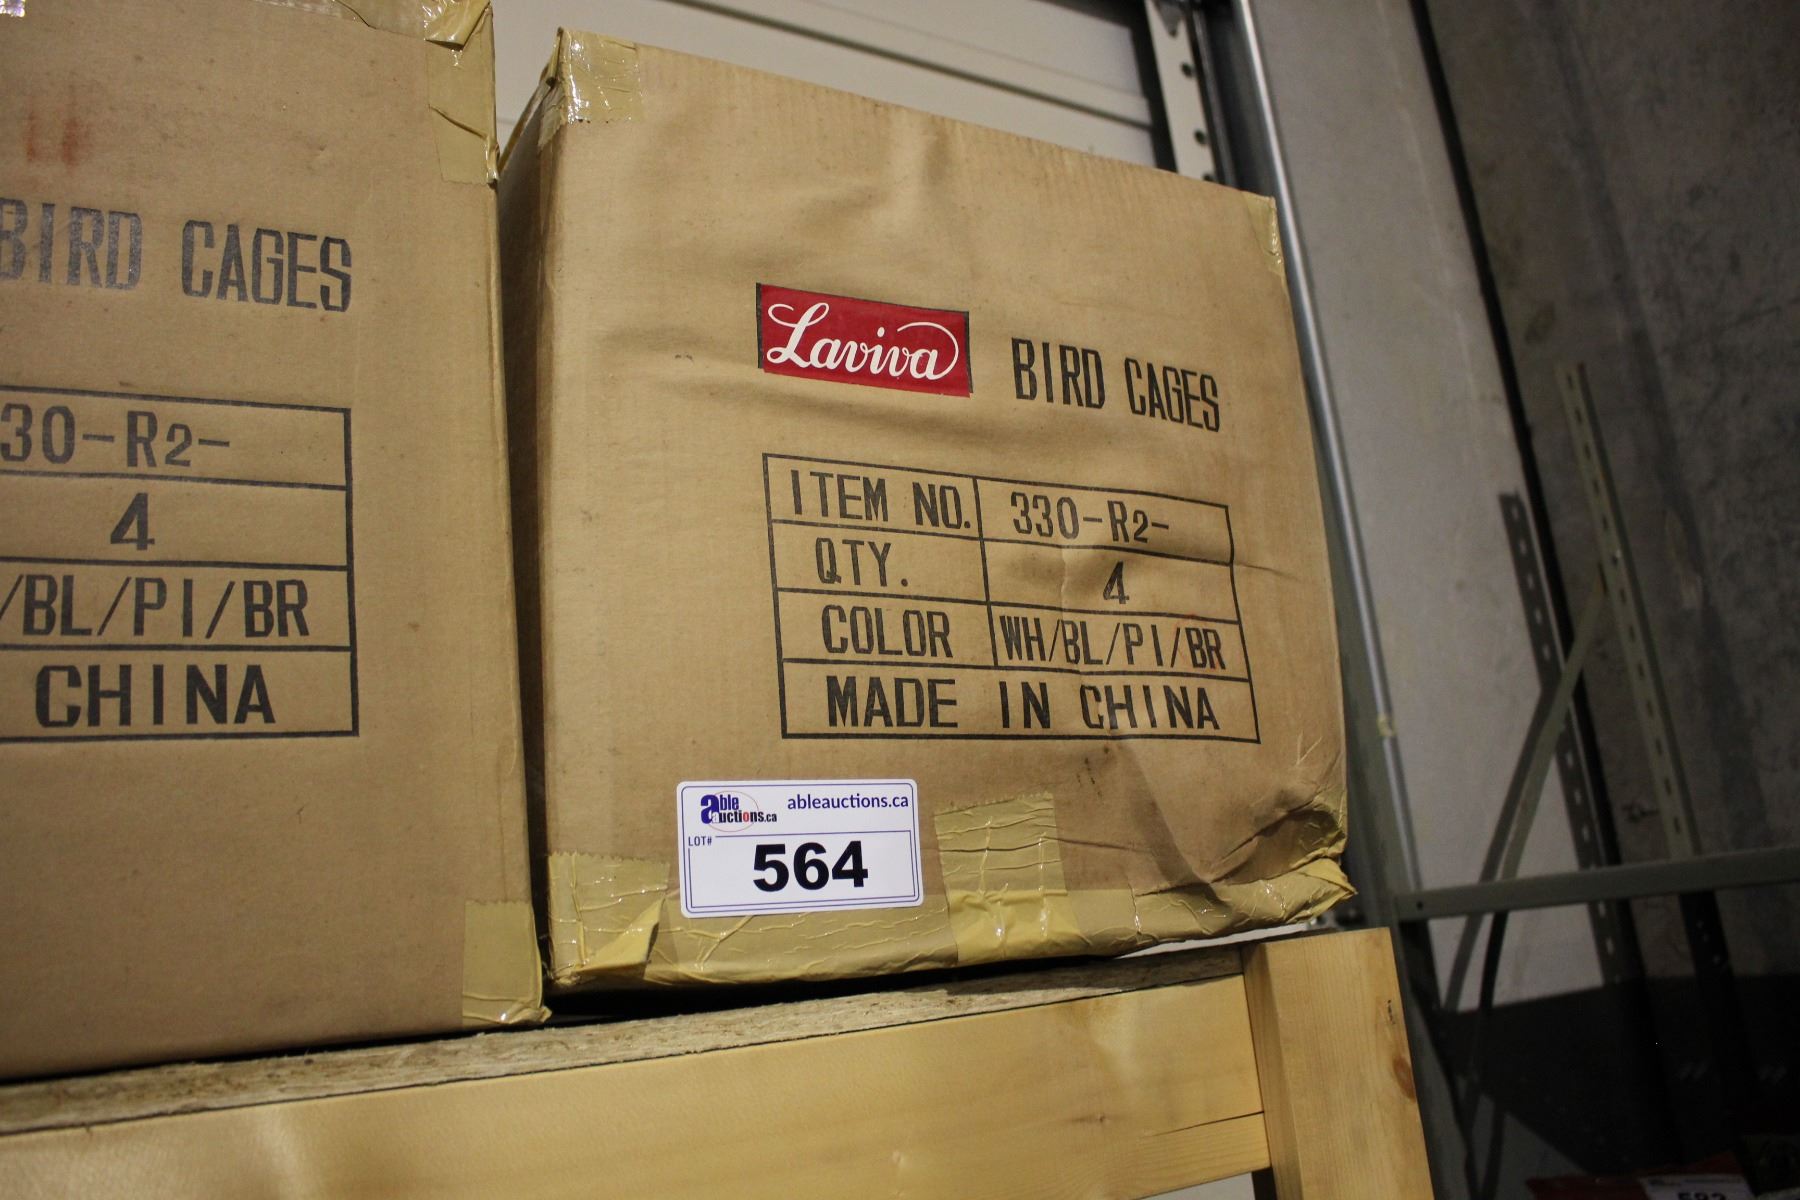 BIRD CAGES
30-R2-
4
/BL/PI/BR
CHINA
Laviva BIRD CAGES
ITEM NO. 330-R2-
QTY. 4
COLOR WH/BL/PI/BR
MADE IN CHINA
able auctions.ca ableauctions.ca
LOT#
564